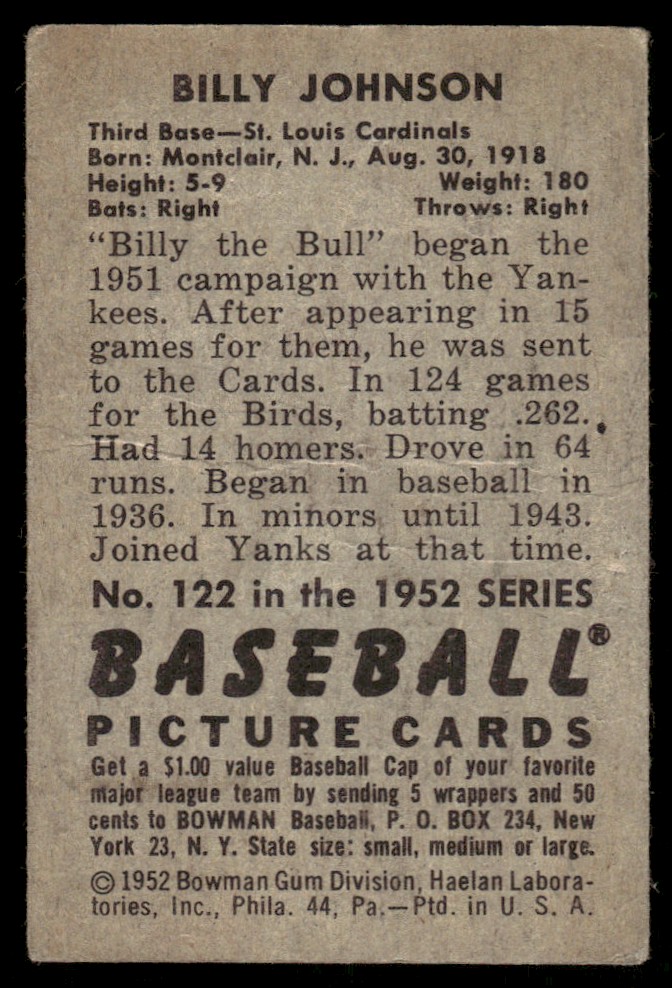 BILLY JOHNSON
Third Base—St. Louis Cardinals
Born: Montclair, N. J., Aug. 30, 1918
Height: 5-9 Weight: 180
Bats: Right Throws: Right
“Billy the Bull” began the
1951 campaign with the Yan-
kees. After appearing in 15
games for them, he was sent
to the Cards. In 124 games
for the Birds, batting .262.
Had 14 homers. Drove in 64
runs. Began in baseball in
1936. In minors until 1943.
Joined Yanks at that time.
No. 122 in the 1952 SERIES
BASEBALL®
PICTURE CARDS
Get a $1.00 value Baseball Cap of your favorite
major league team by sending 5 wrappers and 50
cents to BOWMAN Baseball, P. O. BOX 234, New
York 23, N. Y. State size: small, medium or large.
© 1952 Bowman Gum Division, Haelan Labora-
tories, Inc., Phila. 44, Pa.—Ptd. in U. S. A.